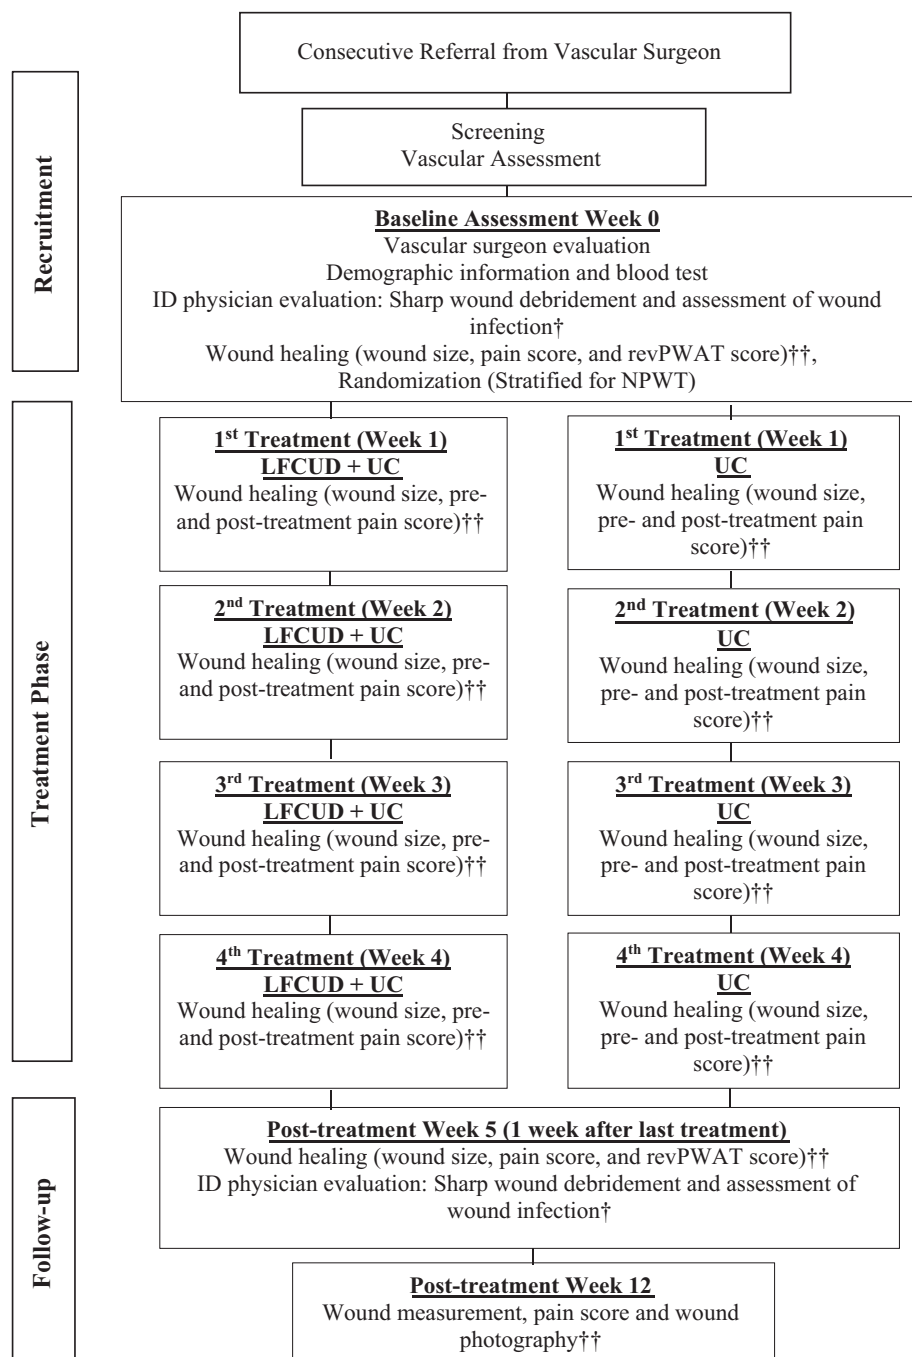 Consecutive Referral from Vascular Surgeon
Recruitment
Screening
Vascular Assessment
Baseline Assessment Week 0
Vascular surgeon evaluation
Demographic information and blood test
ID physician evaluation: Sharp wound debridement and assessment of wound
infection†
Wound healing (wound size, pain score, and revPWAT score)††,
Randomization (Stratified for NPWT)
Treatment Phase
1st Treatment (Week 1)
LFCUD + UC
Wound healing (wound size, pre-
and post-treatment pain score)††
1st Treatment (Week 1)
UC
Wound healing (wound size,
pre- and post-treatment pain
score)††
2nd Treatment (Week 2)
LFCUD + UC
Wound healing (wound size, pre-
and post-treatment pain score)††
2nd Treatment (Week 2)
UC
Wound healing (wound size,
pre- and post-treatment pain
score)††
3rd Treatment (Week 3)
LFCUD + UC
Wound healing (wound size, pre-
and post-treatment pain score)††
3rd Treatment (Week 3)
UC
Wound healing (wound size,
pre- and post-treatment pain
score)††
4th Treatment (Week 4)
LFCUD + UC
Wound healing (wound size, pre-
and post-treatment pain score)††
4th Treatment (Week 4)
UC
Wound healing (wound size,
pre- and post-treatment pain
score)††
Follow-up
Post-treatment Week 5 (1 week after last treatment)
Wound healing (wound size, pain score, and revPWAT score)††
ID physician evaluation: Sharp wound debridement and assessment of
wound infection†
Post-treatment Week 12
Wound measurement, pain score and wound
photography††